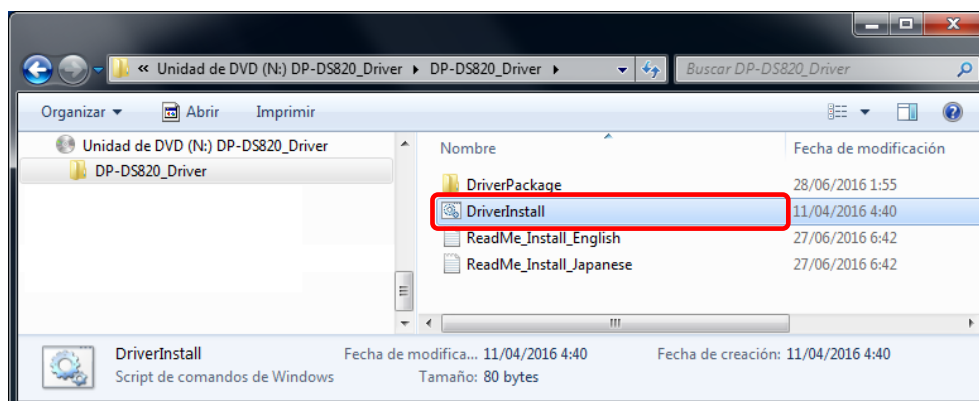 « Unidad de DVD (N:) DP-DS820_Driver ▸ DP-DS820_Driver ▸ Buscar DP-DS820_Driver
Organizar Abrir Imprimir
Unidad de DVD (N:) DP-DS820_Driver
DP-DS820_Driver
Nombre Fecha de modificación
DriverPackage 28/06/2016 1:55
DriverInstall 11/04/2016 4:40
ReadMe_Install_English 27/06/2016 6:42
ReadMe_Install_Japanese 27/06/2016 6:42
DriverInstall Fecha de modifica... 11/04/2016 4:40 Fecha de creación: 11/04/2016 4:40
Script de comandos de Windows Tamaño: 80 bytes